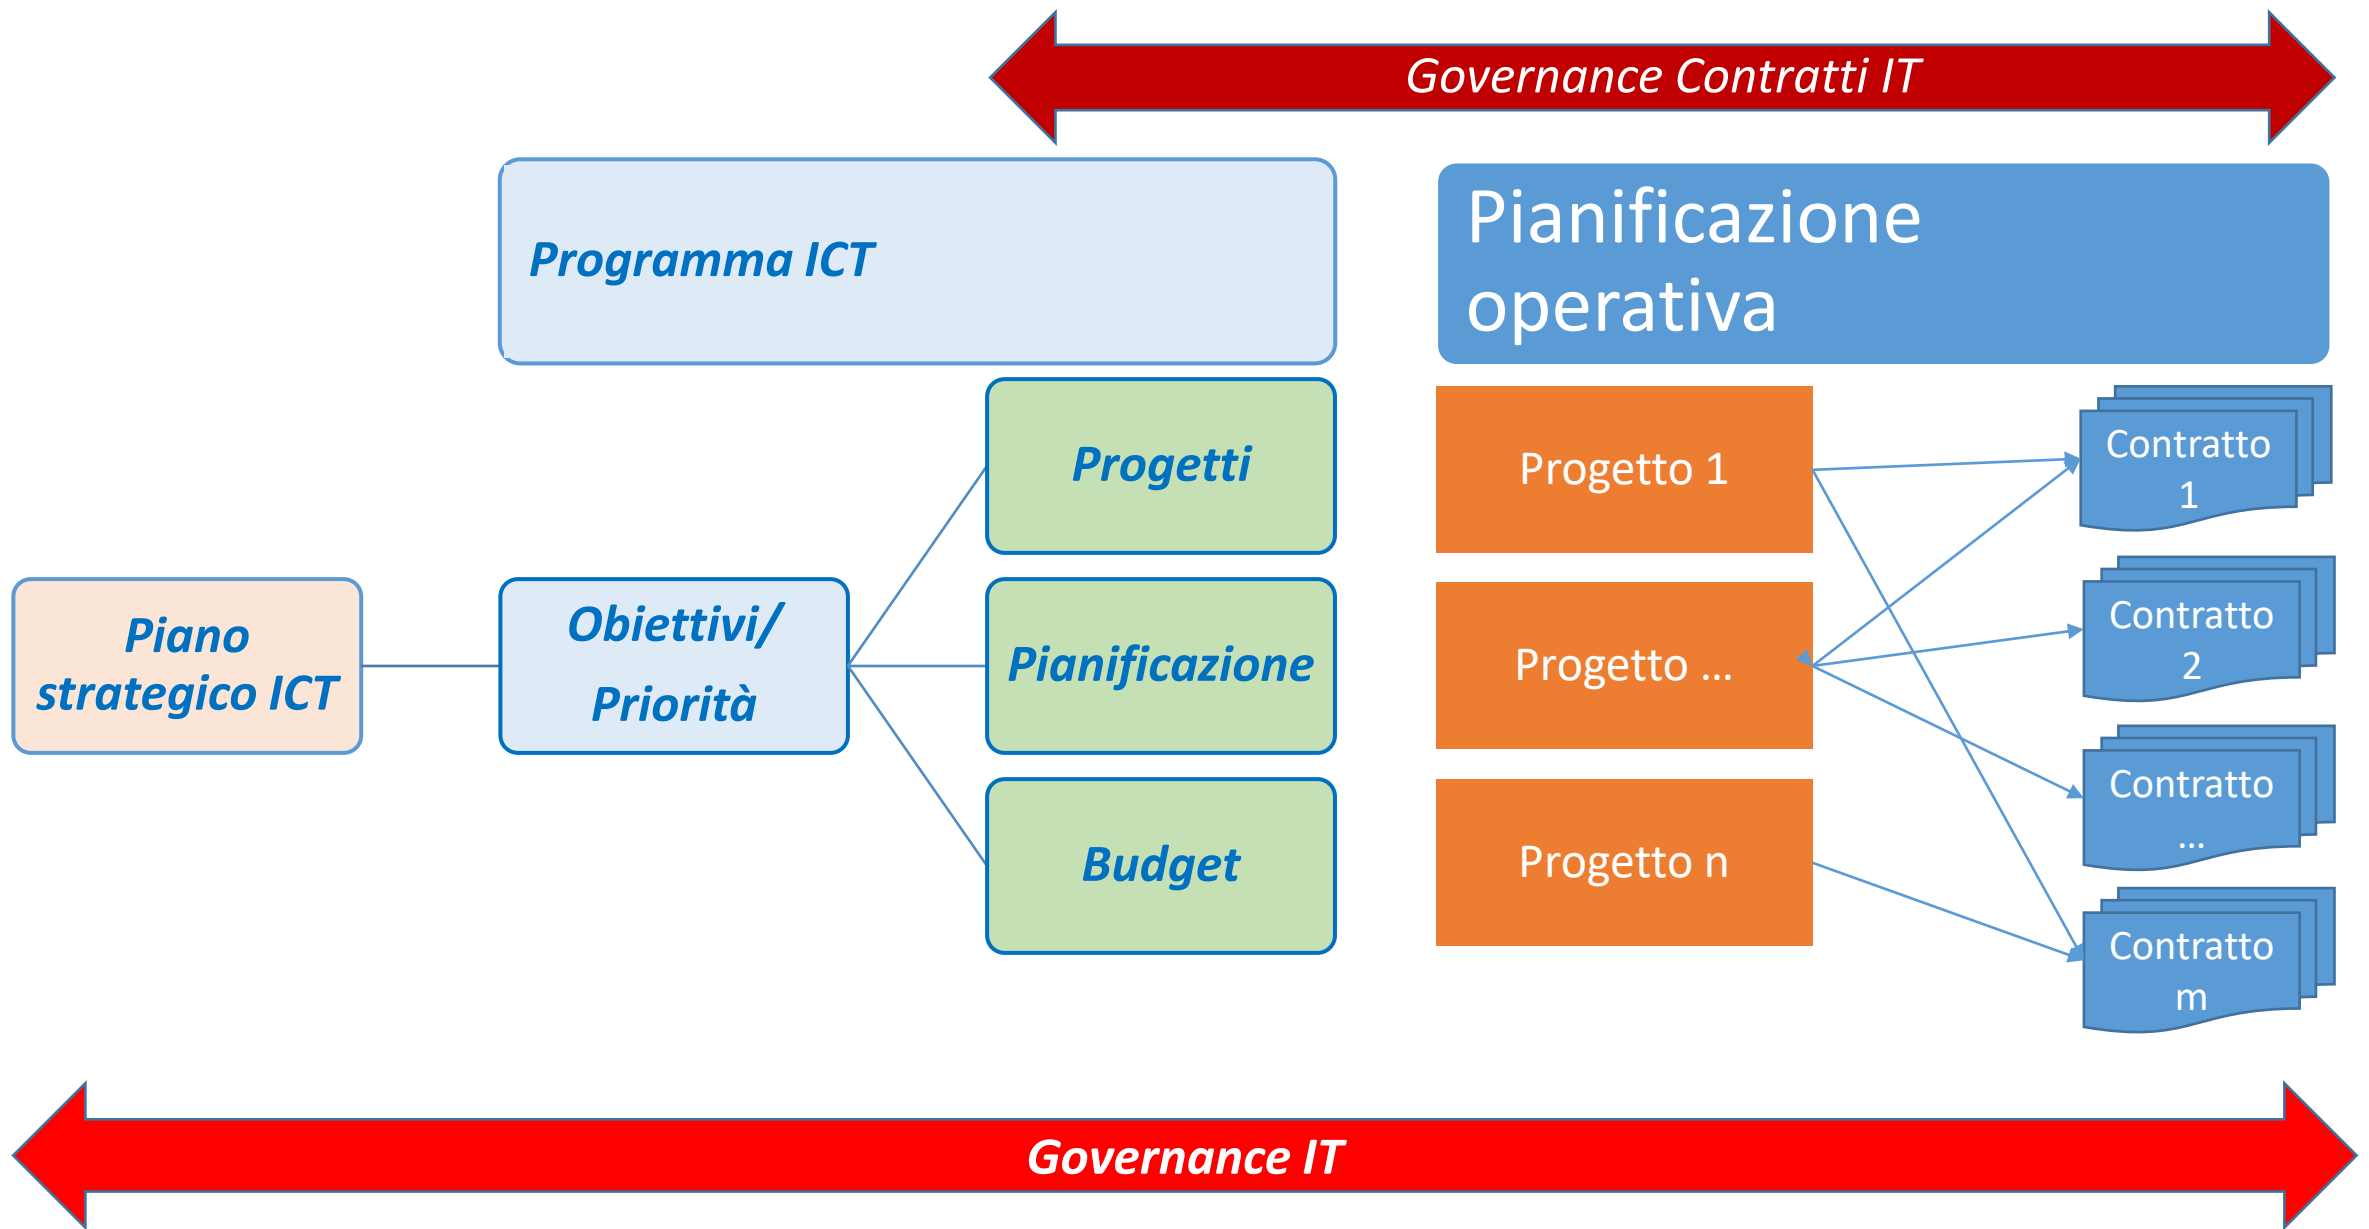 Governance Contratti IT
Programma ICT
Pianificazione
operativa
Progetti
Pianificazione
Budget
Piano
strategico ICT
Obiettivi/
Priorità
Progetto 1
Progetto ...
Progetto n
Contratto
1
Contratto
2
Contratto
...
Contratto
m
Governance IT